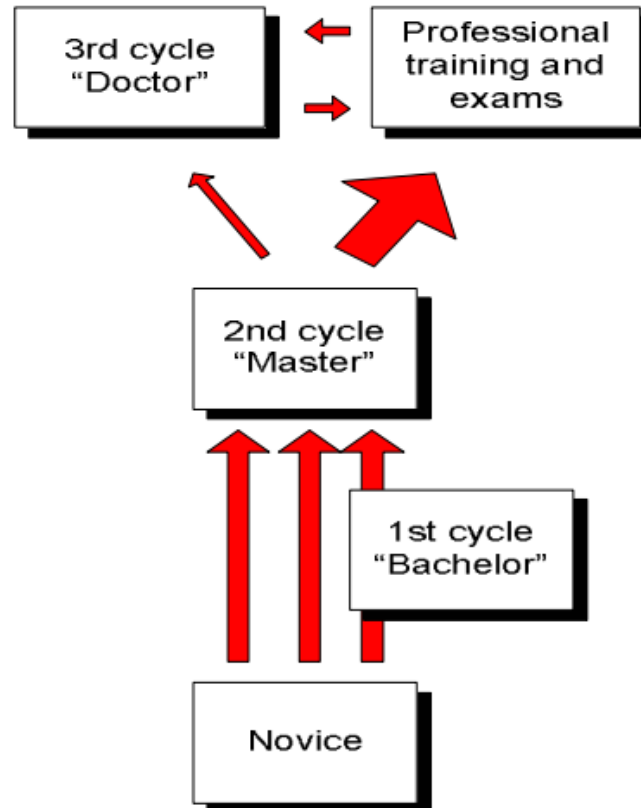 3rd cycle
“Doctor”
Professional
training and
exams
2nd cycle
“Master”
1st cycle
“Bachelor”
Novice